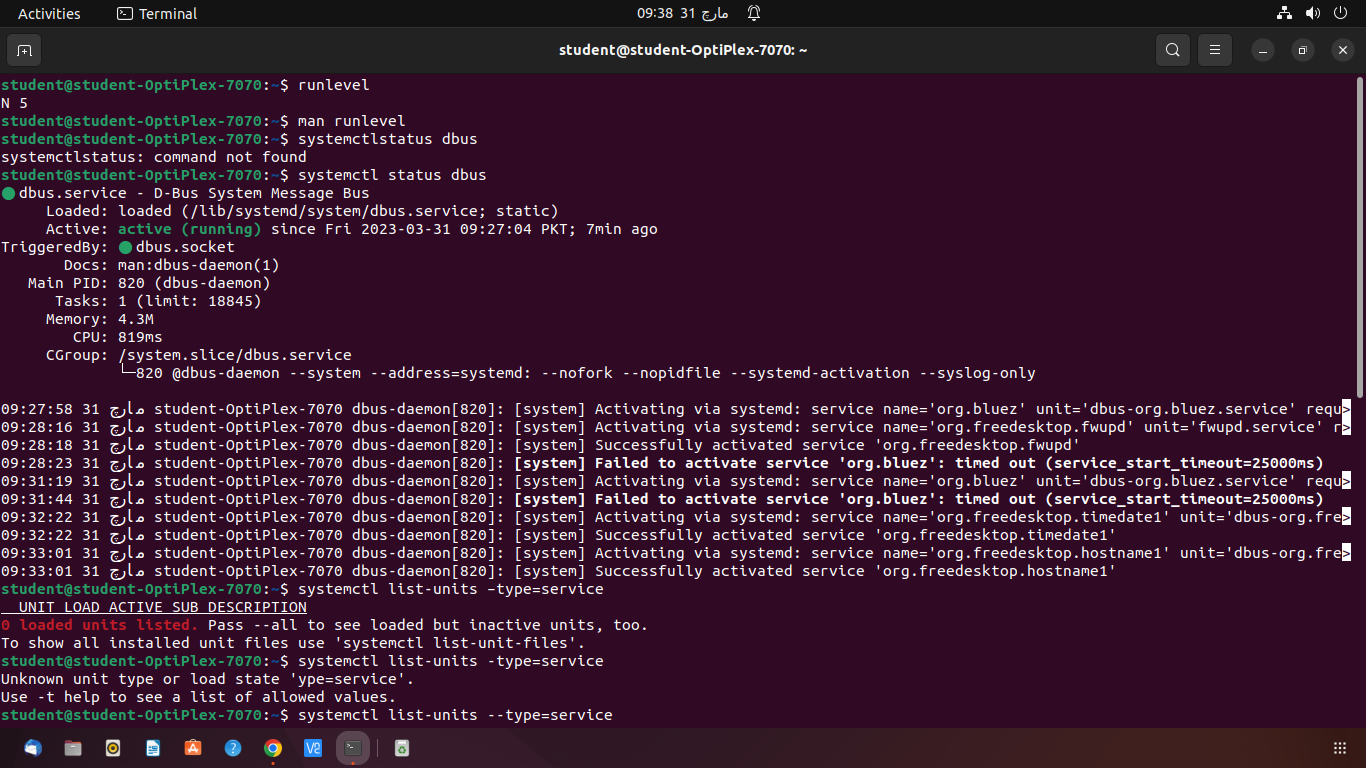 Activities
Terminal
09:38 31 مارچ
student@student-OptiPlex-7070: ~
student@student-OptiPlex-7070:~$ runlevel
N 5
student@student-OptiPlex-7070:~$ man runlevel
student@student-OptiPlex-7070:~$ systemctlstatus dbus
systemctlstatus: command not found
student@student-OptiPlex-7070:~$ systemctl status dbus
● dbus.service - D-Bus System Message Bus
Loaded: loaded (/lib/systemd/system/dbus.service; static)
Active: active (running) since Fri 2023-03-31 09:27:04 PKT; 7min ago
TriggeredBy: ● dbus.socket
Docs: man:dbus-daemon(1)
Main PID: 820 (dbus-daemon)
Tasks: 1 (limit: 18845)
Memory: 4.3M
CPU: 819ms
CGroup: /system.slice/dbus.service
└─820 @dbus-daemon --system --address=systemd: --nofork --nopidfile --systemd-activation --syslog-only
09:27:58 31 مارچ student-OptiPlex-7070 dbus-daemon[820]: [system] Activating via systemd: service name='org.bluez' unit='dbus-org.bluez.service' requ>
09:28:16 31 مارچ student-OptiPlex-7070 dbus-daemon[820]: [system] Activating via systemd: service name='org.freedesktop.fwupd' unit='fwupd.service' r>
09:28:18 31 مارچ student-OptiPlex-7070 dbus-daemon[820]: [system] Successfully activated service 'org.freedesktop.fwupd'
09:28:23 31 مارچ student-OptiPlex-7070 dbus-daemon[820]: [system] Failed to activate service 'org.bluez': timed out (service_start_timeout=25000ms)
09:31:19 31 مارچ student-OptiPlex-7070 dbus-daemon[820]: [system] Activating via systemd: service name='org.bluez' unit='dbus-org.bluez.service' requ>
09:31:44 31 مارچ student-OptiPlex-7070 dbus-daemon[820]: [system] Failed to activate service 'org.bluez': timed out (service_start_timeout=25000ms)
09:32:22 31 مارچ student-OptiPlex-7070 dbus-daemon[820]: [system] Activating via systemd: service name='org.freedesktop.timedate1' unit='dbus-org.fre>
09:32:22 31 مارچ student-OptiPlex-7070 dbus-daemon[820]: [system] Successfully activated service 'org.freedesktop.timedate1'
09:33:01 31 مارچ student-OptiPlex-7070 dbus-daemon[820]: [system] Activating via systemd: service name='org.freedesktop.hostname1' unit='dbus-org.fre>
09:33:01 31 مارچ student-OptiPlex-7070 dbus-daemon[820]: [system] Successfully activated service 'org.freedesktop.hostname1'
student@student-OptiPlex-7070:~$ systemctl list-units –type=service
UNIT LOAD ACTIVE SUB DESCRIPTION
0 loaded units listed. Pass --all to see loaded but inactive units, too.
To show all installed unit files use 'systemctl list-unit-files'.
student@student-OptiPlex-7070:~$ systemctl list-units -type=service
Unknown unit type or load state 'ype=service'.
Use -t help to see a list of allowed values.
student@student-OptiPlex-7070:~$ systemctl list-units --type=service